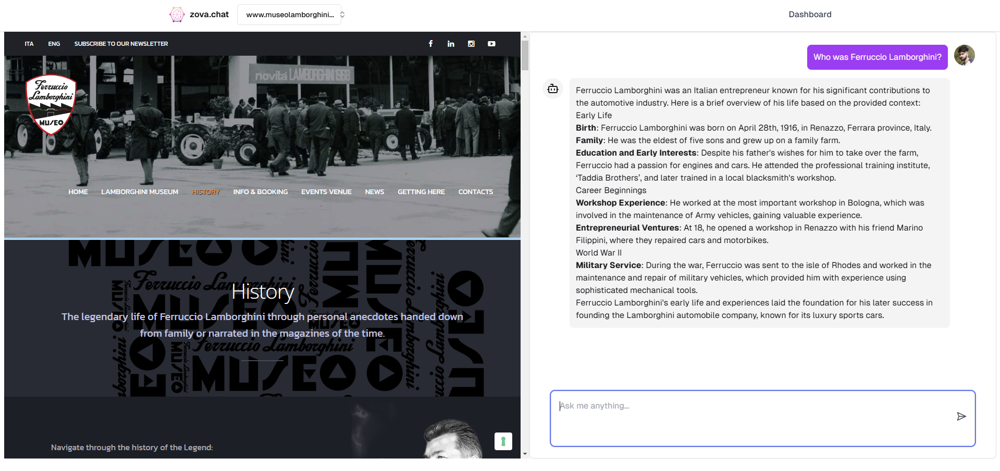 zova.chat
www.museolamborghini...
Dashboard
ITA ENG SUBSCRIBE TO OUR NEWSLETTER
novità LAMBORGHINI 1968
Ferruccio
Lamborghini
MUSEO
HOME LAMBORGHINI MUSEUM HISTORY INFO & BOOKING EVENTS VENUE NEWS GETTING HERE CONTACTS
MUSEO
Ferruccio Lamborghini
MUSEO
Ferruccio Lamborghini
MUSEO
History
The legendary life of Ferruccio Lamborghini through personal anecdotes handed down
from family or narrated in the magazines of the time.
Navigate through the history of the Legend:
Who was Ferruccio Lamborghini?
Ferruccio Lamborghini was an Italian entrepreneur known for his significant contributions to
the automotive industry. Here is a brief overview of his life based on the provided context:
Early Life
Birth: Ferruccio Lamborghini was born on April 28th, 1916, in Renazzo, Ferrara province, Italy.
Family: He was the eldest of five sons and grew up on a family farm.
Education and Early Interests: Despite his father's wishes for him to take over the farm,
Ferruccio had a passion for engines and cars. He attended the professional training institute,
‘Taddia Brothers’, and later trained in a local blacksmith's workshop.
Career Beginnings
Workshop Experience: He worked at the most important workshop in Bologna, which was
involved in the maintenance of Army vehicles, gaining valuable experience.
Entrepreneurial Ventures: At 18, he opened a workshop in Renazzo with his friend Marino
Filippini, where they repaired cars and motorbikes.
World War II
Military Service: During the war, Ferruccio was sent to the isle of Rhodes and worked in the
maintenance and repair of military vehicles, which provided him with experience using
sophisticated mechanical tools.
Ferruccio Lamborghini's early life and experiences laid the foundation for his later success in
founding the Lamborghini automobile company, known for its luxury sports cars.
Ask me anything...